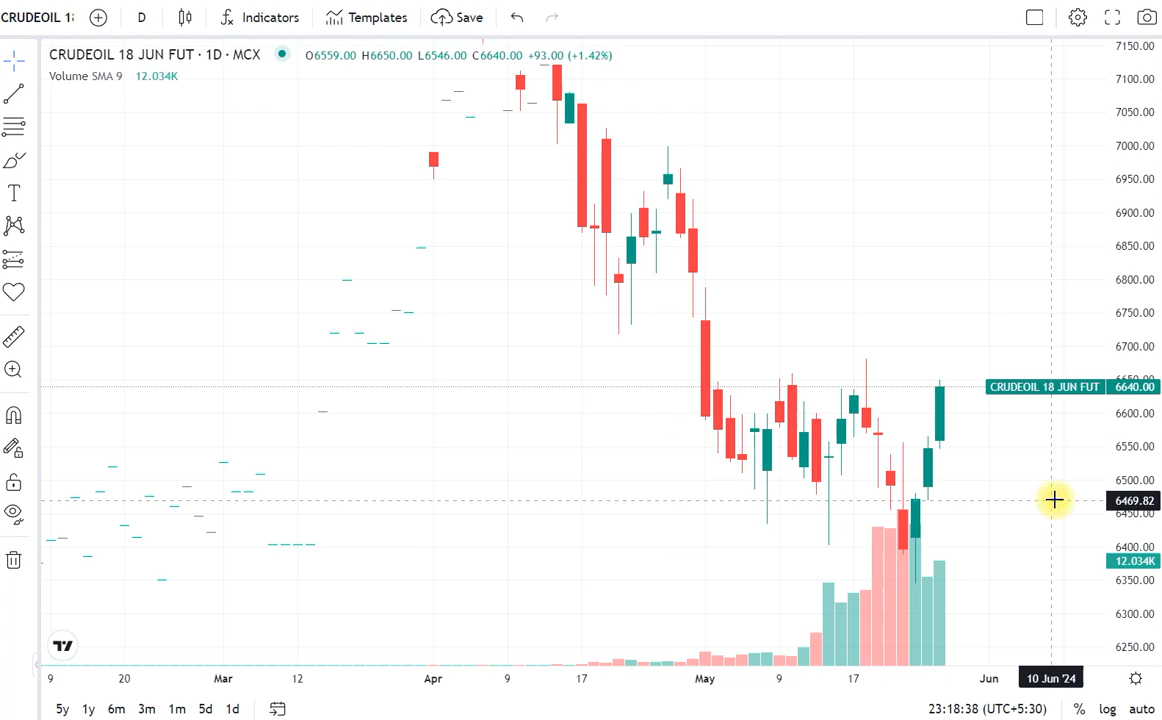 CRUDEOIL 1
D
Indicators
Templates
Save
CRUDEOIL 18 JUN FUT · 1D · MCX
O6559.00 H6650.00 L6546.00 C6640.00 +93.00 (+1.42%)
Volume SMA 9 12.034K
7150.00
7100.00
7050.00
7000.00
6950.00
6900.00
6850.00
6800.00
6750.00
6700.00
6650.00
CRUDEOIL 18 JUN FUT 6640.00
6600.00
6550.00
6500.00
6469.82
6450.00
6400.00
12.034K
6350.00
6300.00
6250.00
9 20 Mar 12 Apr 9 17 May 9 17 Jun 10 Jun '24
5y 1y 6m 3m 1m 5d 1d
23:18:38 (UTC+5:30) % log auto